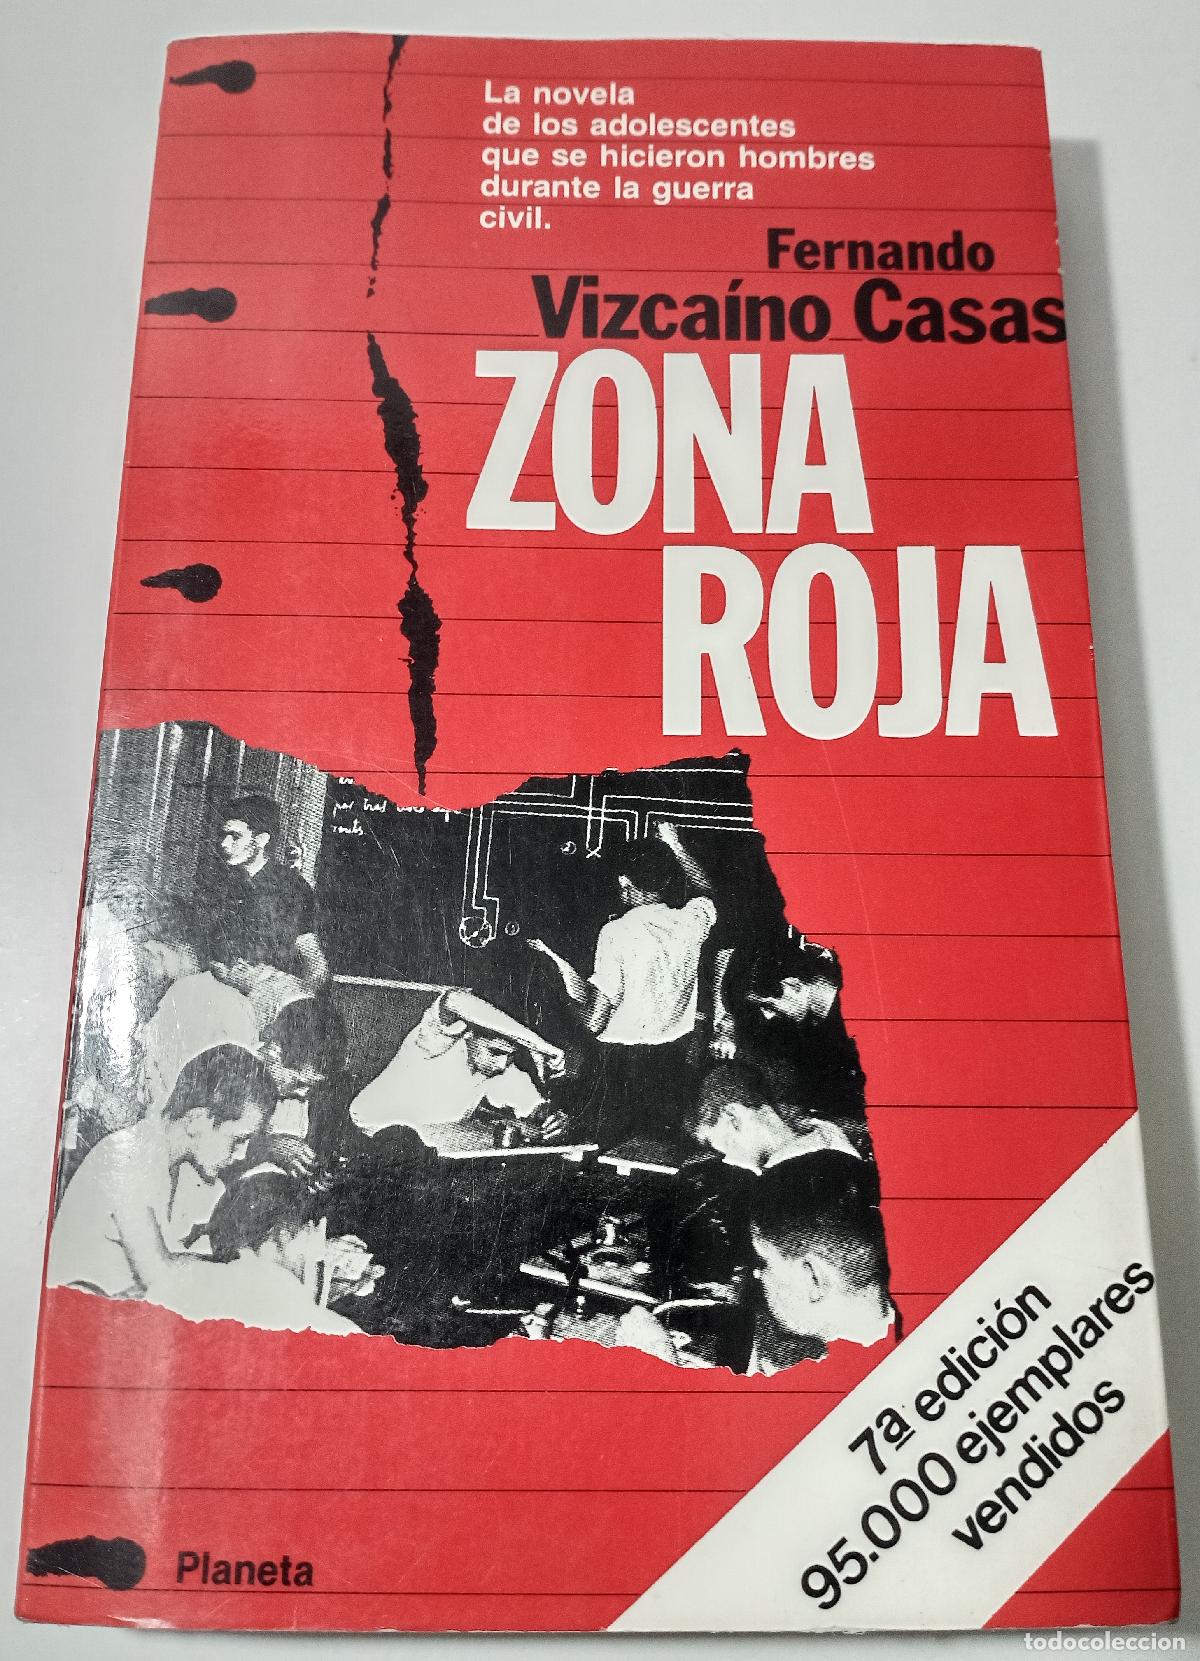 La novela
de los adolescentes
que se hicieron hombres
durante la guerra
civil.
Fernando
Vizcaíno Casas
ZONA
ROJA
7ª edición
95.000 ejemplares
vendidos
Planeta
todocoleccion